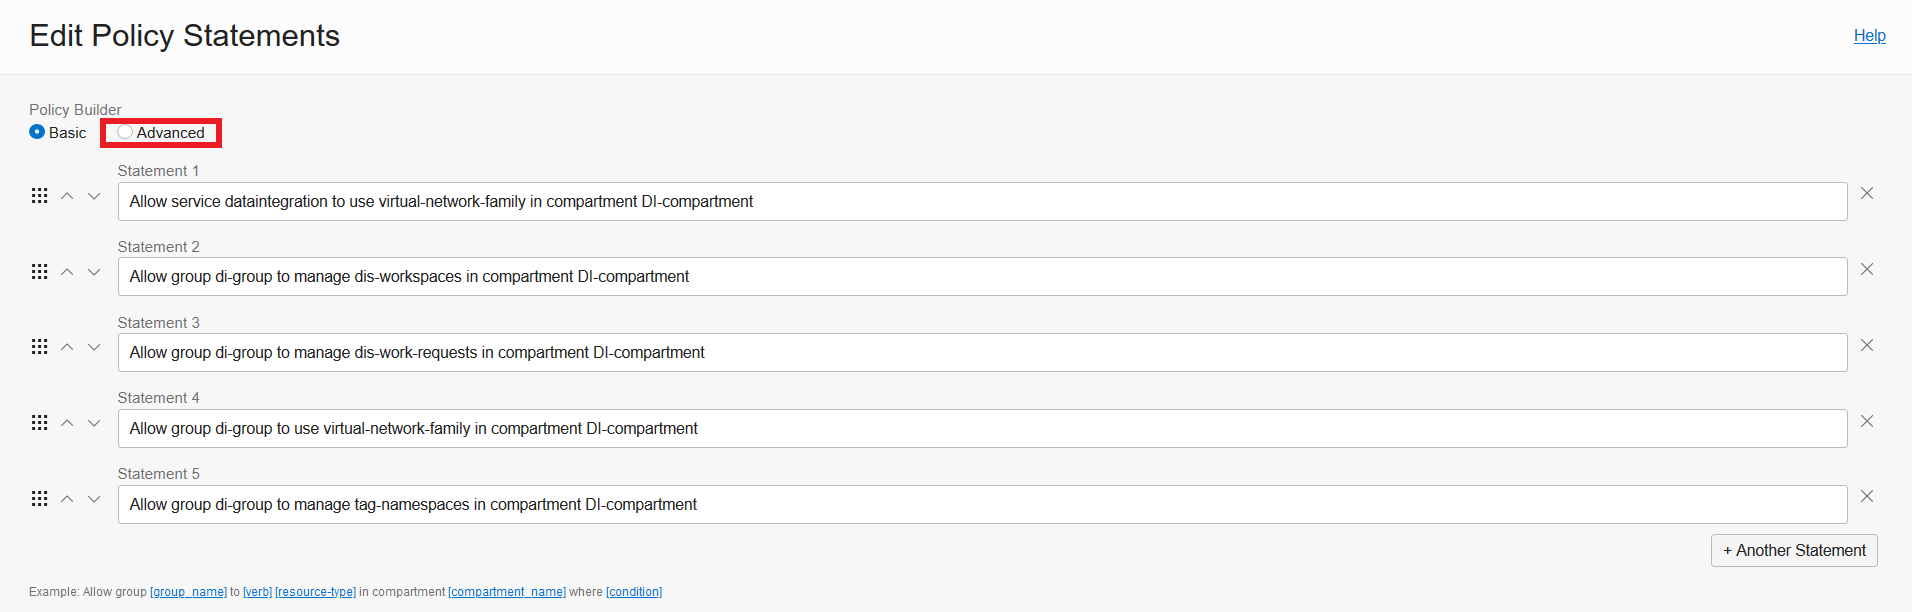 Edit Policy Statements
Help
Policy Builder
Basic Advanced
Statement 1
Allow service dataintegration to use virtual-network-family in compartment DI-compartment
Statement 2
Allow group di-group to manage dis-workspaces in compartment DI-compartment
Statement 3
Allow group di-group to manage dis-work-requests in compartment DI-compartment
Statement 4
Allow group di-group to use virtual-network-family in compartment DI-compartment
Statement 5
Allow group di-group to manage tag-namespaces in compartment DI-compartment
+ Another Statement
Example: Allow group [group_name] to [verb] [resource-type] in compartment [compartment_name] where [condition]